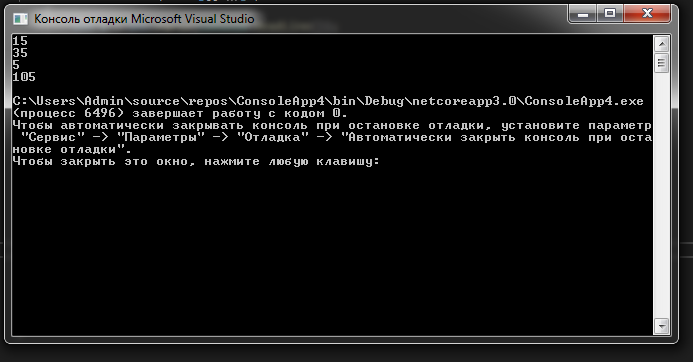 Консоль отладки Microsoft Visual Studio
15
35
5
105
C:\Users\Admin\source\repos\ConsoleApp4\bin\Debug\netcoreapp3.0\ConsoleApp4.exe
(процесс 6496) завершает работу с кодом 0.
Чтобы автоматически закрывать консоль при остановке отладки, установите параметр
"Сервис" -> "Параметры" -> "Отладка" -> "Автоматически закрыть консоль при оста
новке отладки".
Чтобы закрыть это окно, нажмите любую клавишу: